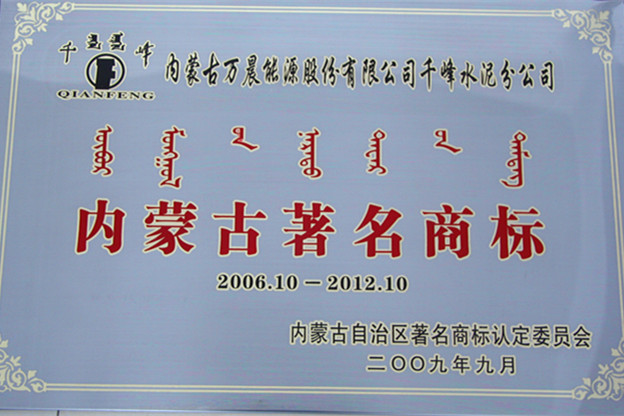 千峰
QIANFENG
内蒙古万晨能源股份有限公司千峰水泥分公司
内蒙古著名商标
2006.10－2012.10
内蒙古自治区著名商标认定委员会
二〇〇九年九月